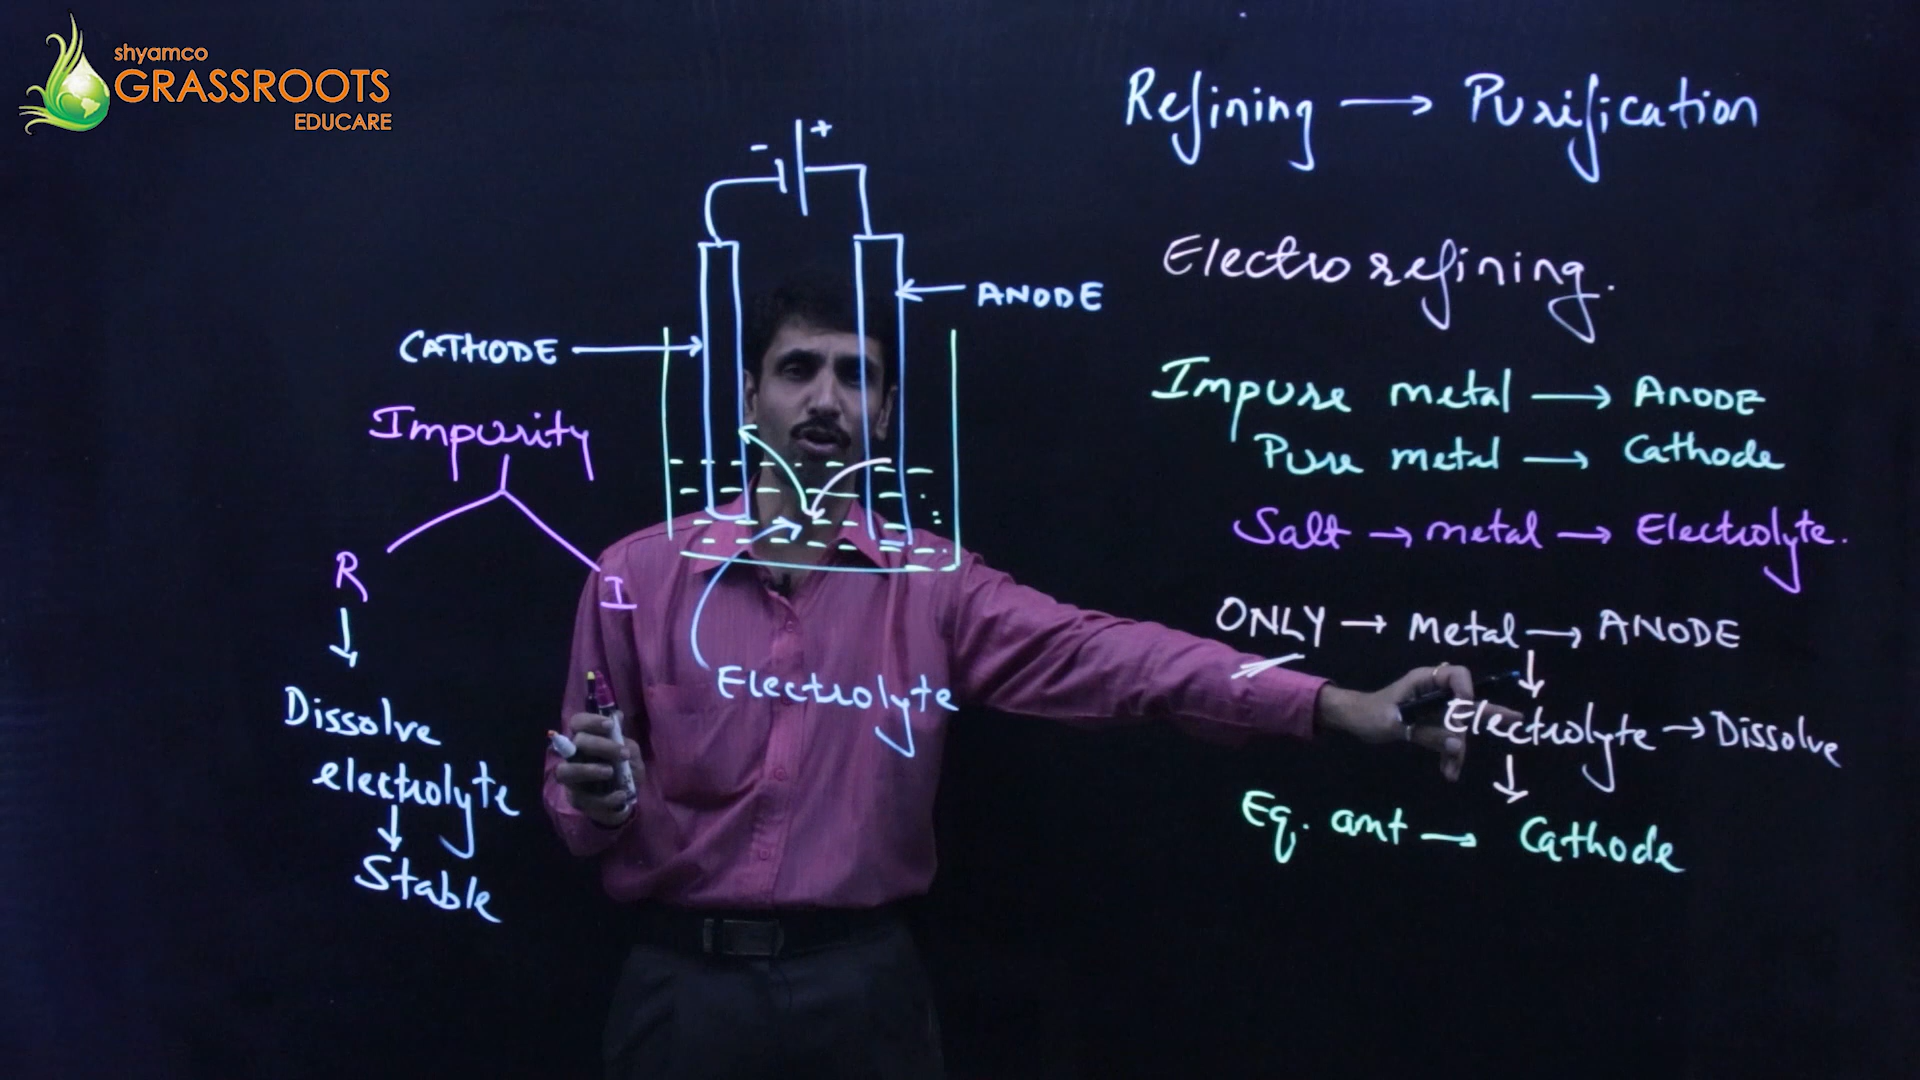 shyamco
GRASSROOTS
EDUCARE
Refining → Purification
Electrorefining.
- +
ANODE
CATHODE
Impurity
R I
Dissolve
electrolyte
Stable
Electrolyte
Impure metal → ANODE
Pure metal → Cathode
Salt → metal → Electrolyte.
ONLY → Metal → ANODE
Electrolyte → Dissolve
Eq. amt → Cathode